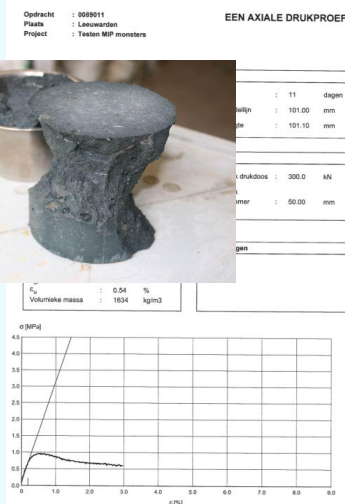 Opdracht : 0089011
Plaats : Leeuwarden
Project : Testen MIP monsters
EEN AXIALE DRUKPROEF
: 11 dagen
: 101.00 mm
: 101.10 mm
drukdoos : 300.0 kN
: 50.00 mm
gen
εu : 0.54 %
Volumieke massa : 1634 kg/m3
σ [MPa]
4.5
4.0
3.5
3.0
2.5
2.0
1.5
1.0
0.5
0.0
0 1.0 2.0 3.0 4.0 5.0 6.0 7.0 8.0 9.0
ε [%]